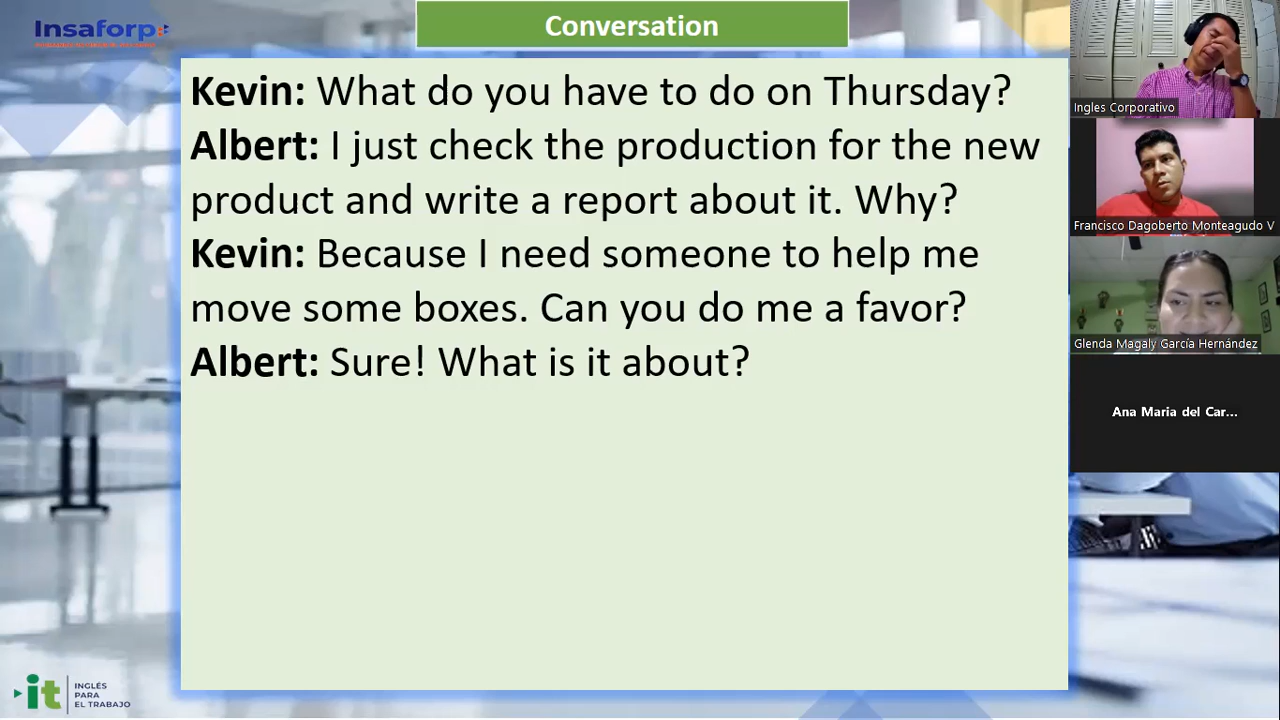 Insaforp
Conversation
Kevin: What do you have to do on Thursday?
Albert: I just check the production for the new
product and write a report about it. Why?
Kevin: Because I need someone to help me
move some boxes. Can you do me a favor?
Albert: Sure! What is it about?
Ingles Corporativo
Francisco Dagoberto Monteagudo V
Glenda Magaly García Hernández
Ana Maria del Car...
it
INGLÉS
PARA
EL TRABAJO